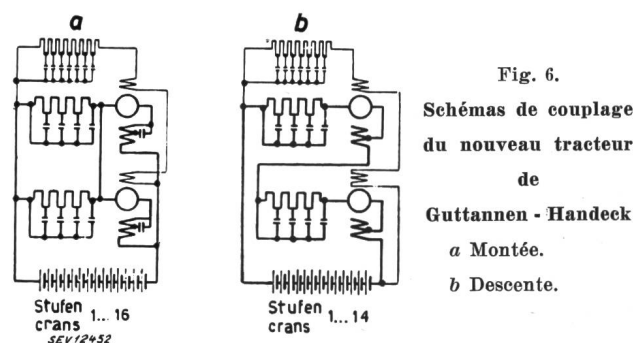 a
b
Stufen
crans 1...16
SEV12452
Stufen
crans 1...14
Fig. 6.
Schémas de couplage
du nouveau tracteur
de
Guttannen - Handeck
a Montée.
b Descente.